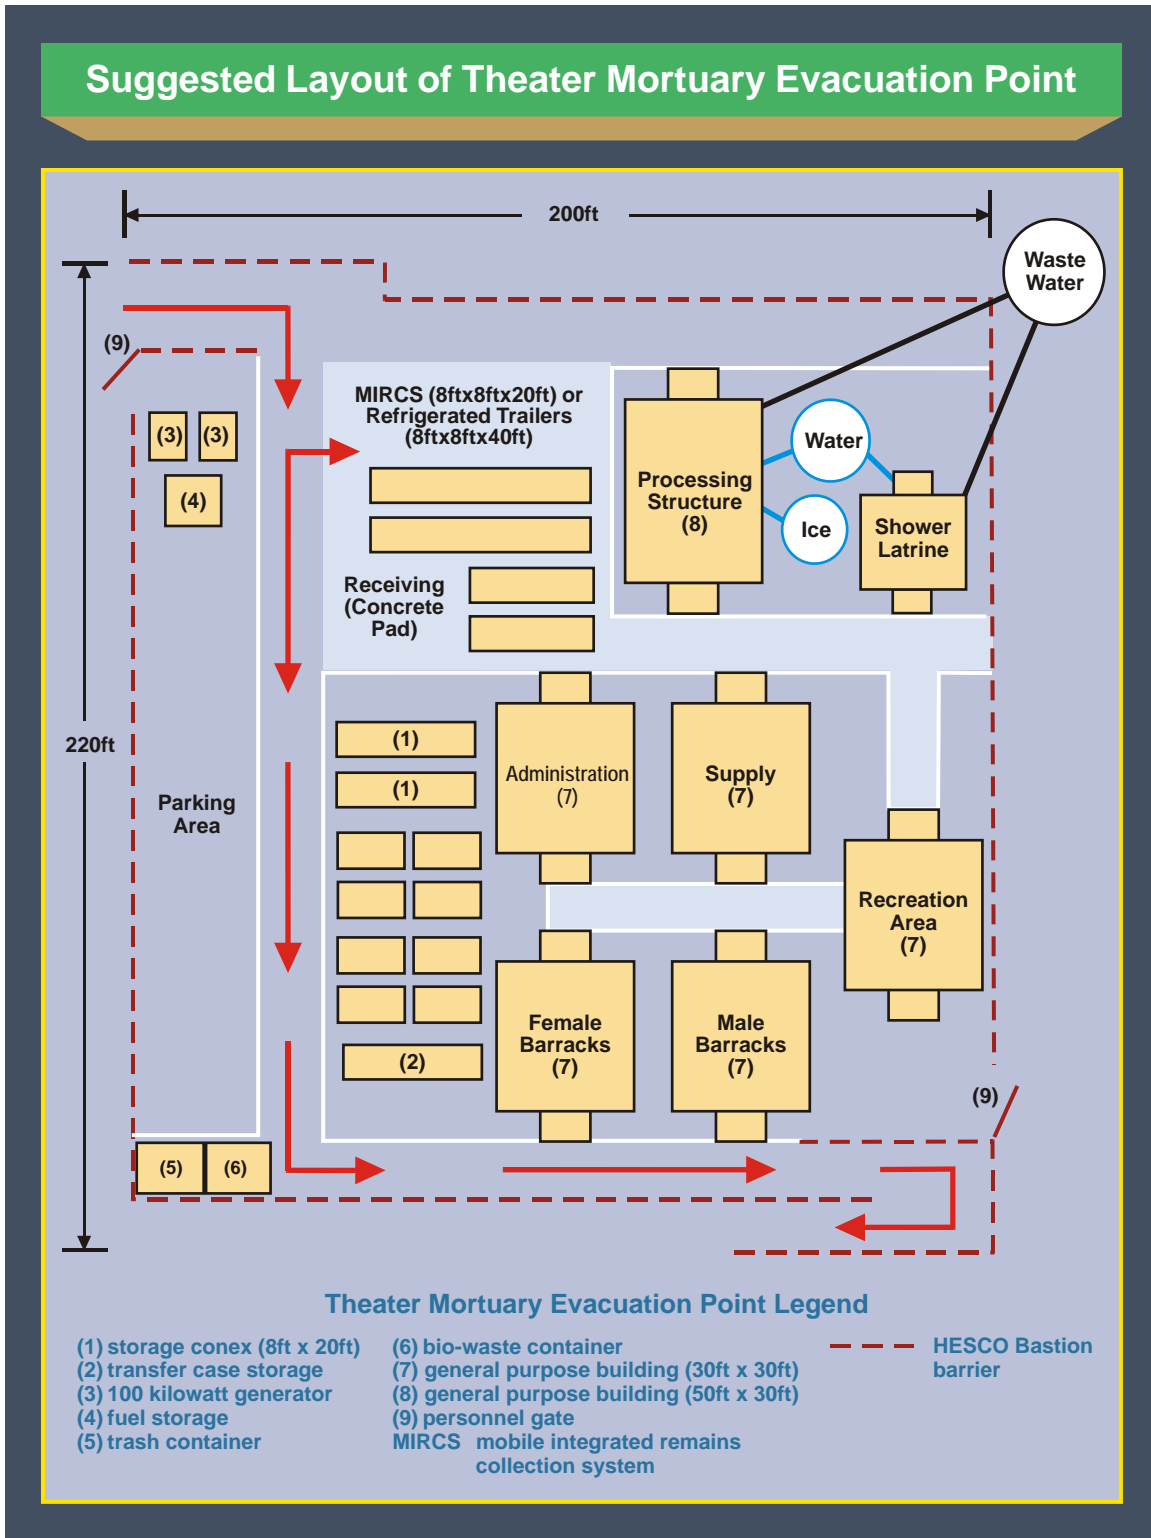 Suggested Layout of Theater Mortuary Evacuation Point
200ft
Waste
Water
(9)
MIRCS (8ftx8ftx20ft) or
Refrigerated Trailers
(8ftx8ftx40ft)
(3)
(3)
(4)
Processing
Structure
(8)
Water
Ice
Shower
Latrine
Receiving
(Concrete
Pad)
220ft
Parking
Area
(1)
(1)
Administration
(7)
Supply
(7)
Recreation
Area
(7)
Female
Barracks
(7)
Male
Barracks
(7)
(2)
(9)
(5)
(6)
Theater Mortuary Evacuation Point Legend
(1) storage conex (8ft x 20ft)
(2) transfer case storage
(3) 100 kilowatt generator
(4) fuel storage
(5) trash container
(6) bio-waste container
(7) general purpose building (30ft x 30ft)
(8) general purpose building (50ft x 30ft)
(9) personnel gate
MIRCS mobile integrated remains
collection system
HESCO Bastion
barrier